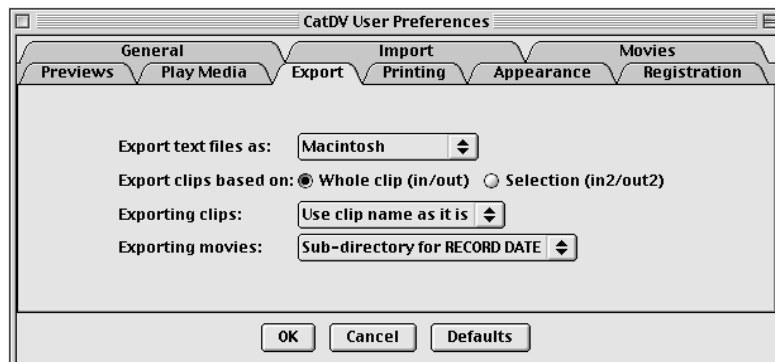 CatDV User Preferences
General Import Movies
Previews Play Media Export Printing Appearance Registration
Export text files as: Macintosh
Export clips based on: Whole clip (in/out) Selection (in2/out2)
Exporting clips: Use clip name as it is
Exporting movies: Sub-directory for RECORD DATE
OK Cancel Defaults